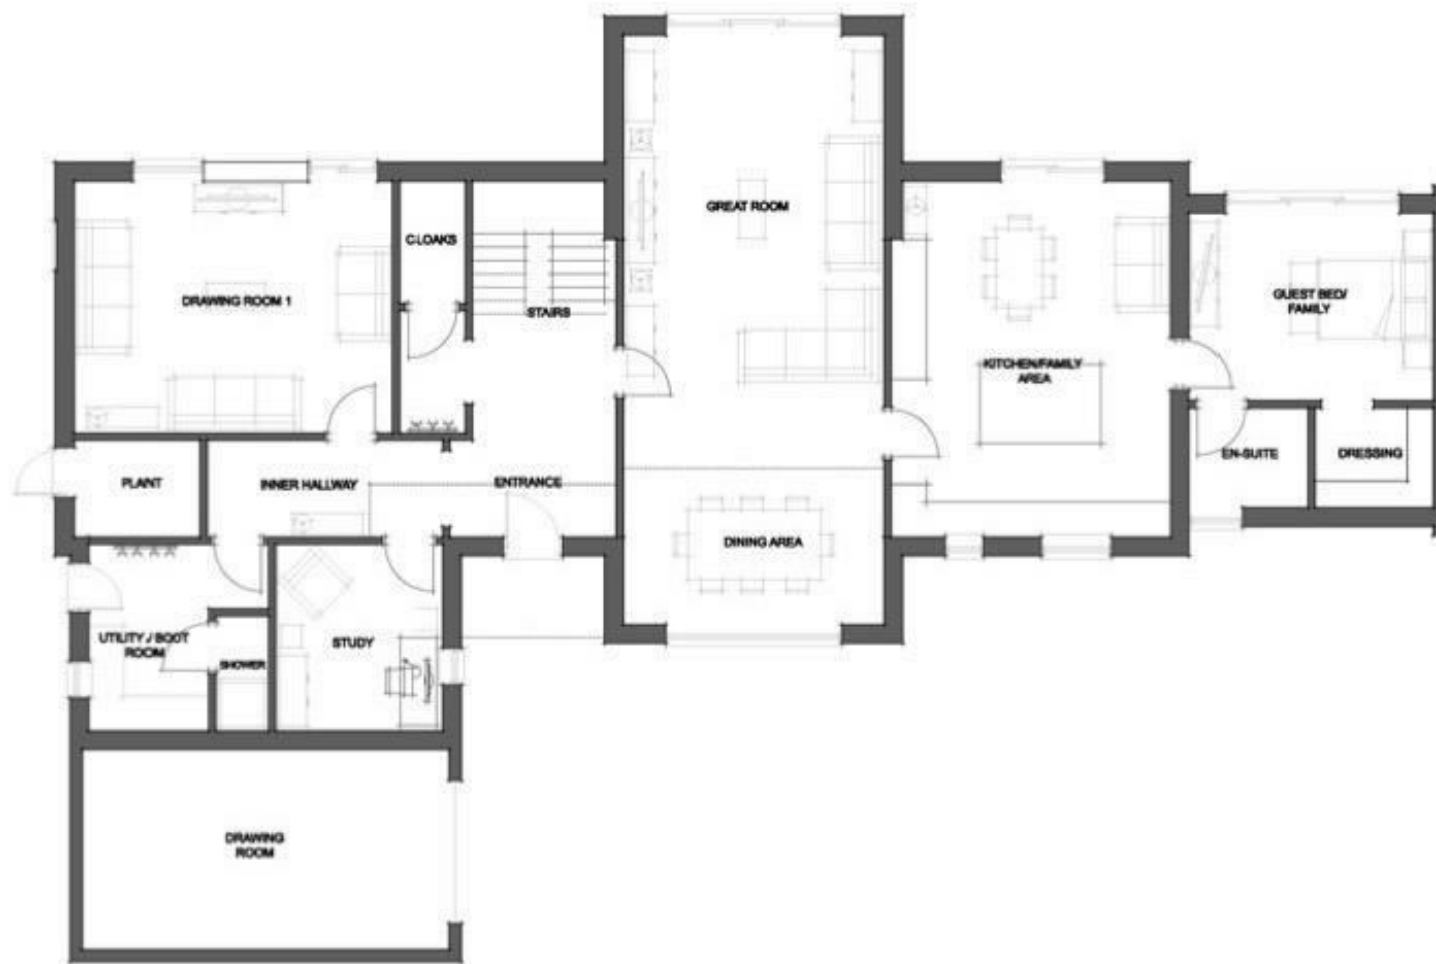 GREAT ROOM
CLOAKS
DRAWING ROOM 1
STAIRS
GUEST BED/
FAMILY
KITCHEN/FAMILY
AREA
PLANT
INNER HALLWAY
ENTRANCE
EN-SUITE
DRESSING
DINING AREA
UTILITY / BOOT
ROOM
SHOWER
STUDY
DRAWING
ROOM